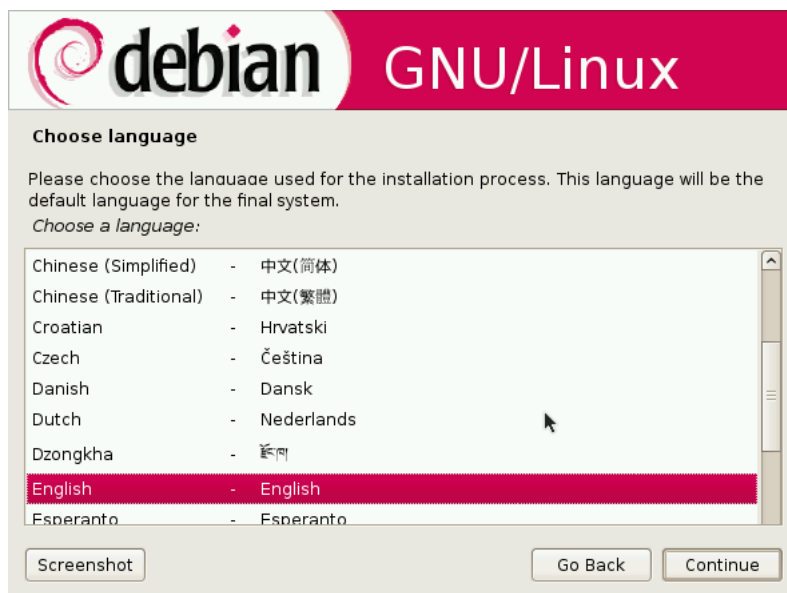 debian GNU/Linux
Choose language
Please choose the language used for the installation process. This language will be the
default language for the final system.
Choose a language:
Chinese (Simplified) - 中文(简体)
Chinese (Traditional) - 中文(繁體)
Croatian - Hrvatski
Czech - Čeština
Danish - Dansk
Dutch - Nederlands
Dzongkha - རྫོང་ཁ།
English - English
Esperanto - Esperanto
Screenshot Go Back Continue